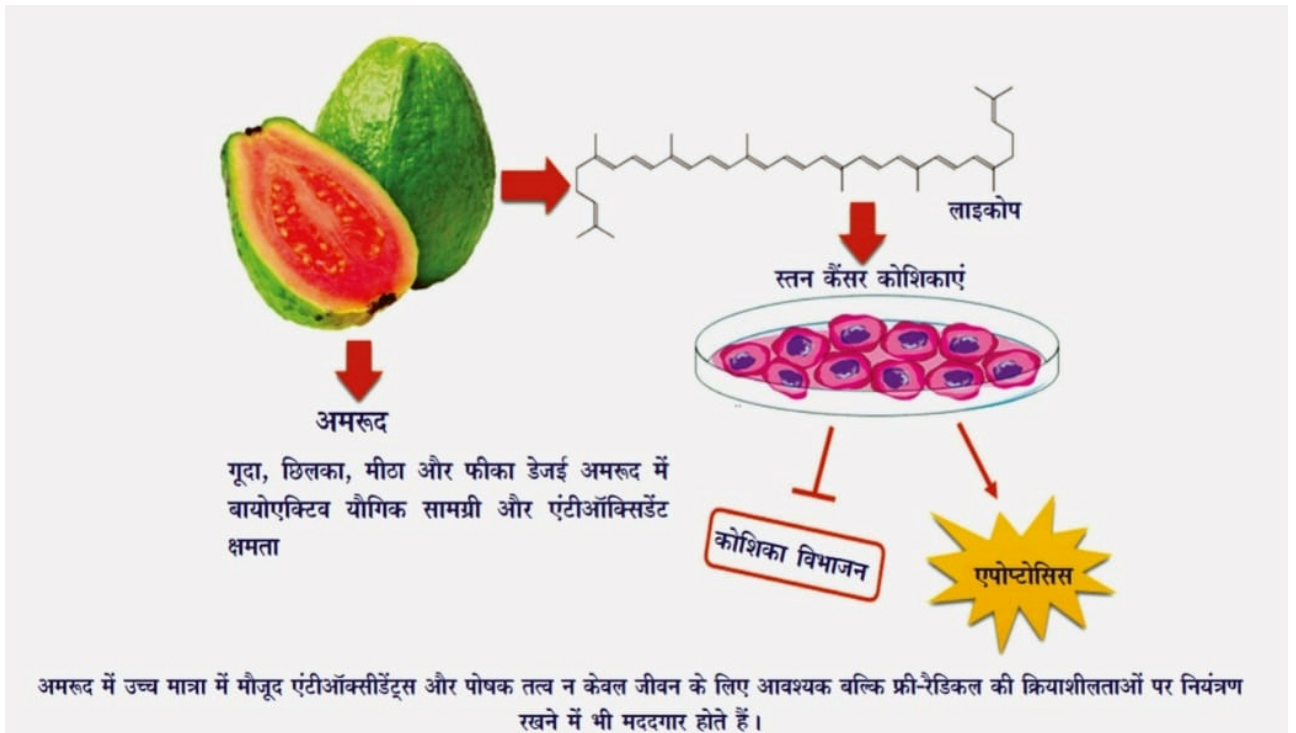 लाइकोप
स्तन कैंसर कोशिकाएं
अमरूद
गूदा, छिलका, मीठा और फीका डेजई अमरूद में
बायोएक्टिव यौगिक सामग्री और एंटीऑक्सिडेंट
क्षमता
कोशिका विभाजन
एपोप्टोसिस
अमरूद में उच्च मात्रा में मौजूद एंटीऑक्सीडेंट्स और पोषक तत्व न केवल जीवन के लिए आवश्यक बल्कि फ्री-रैडिकल की क्रियाशीलताओं पर नियंत्रण
रखने में भी मददगार होते हैं।